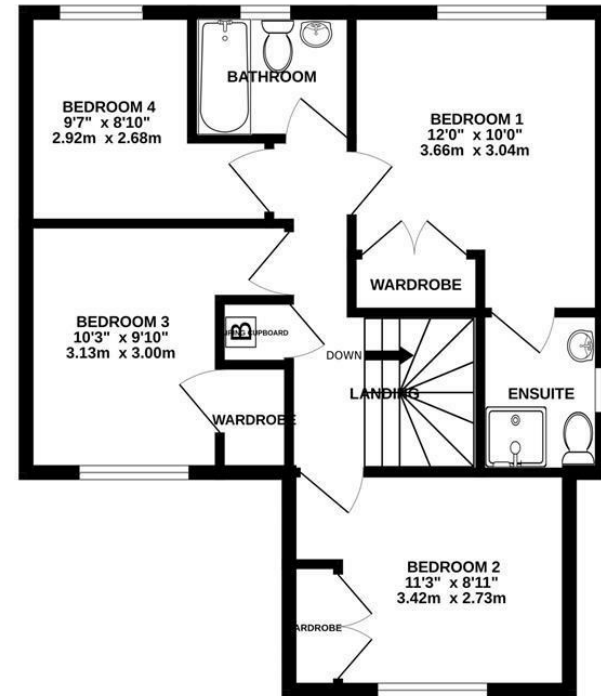 BATHROOM
BEDROOM 4
9'7" x 8'10"
2.92m x 2.68m
BEDROOM 1
12'0" x 10'0"
3.66m x 3.04m
WARDROBE
BEDROOM 3
10'3" x 9'10"
3.13m x 3.00m
B
CUPBOARD
DOWN
LANDING
ENSUITE
WARDROBE
BEDROOM 2
11'3" x 8'11"
3.42m x 2.73m
ARDROBE